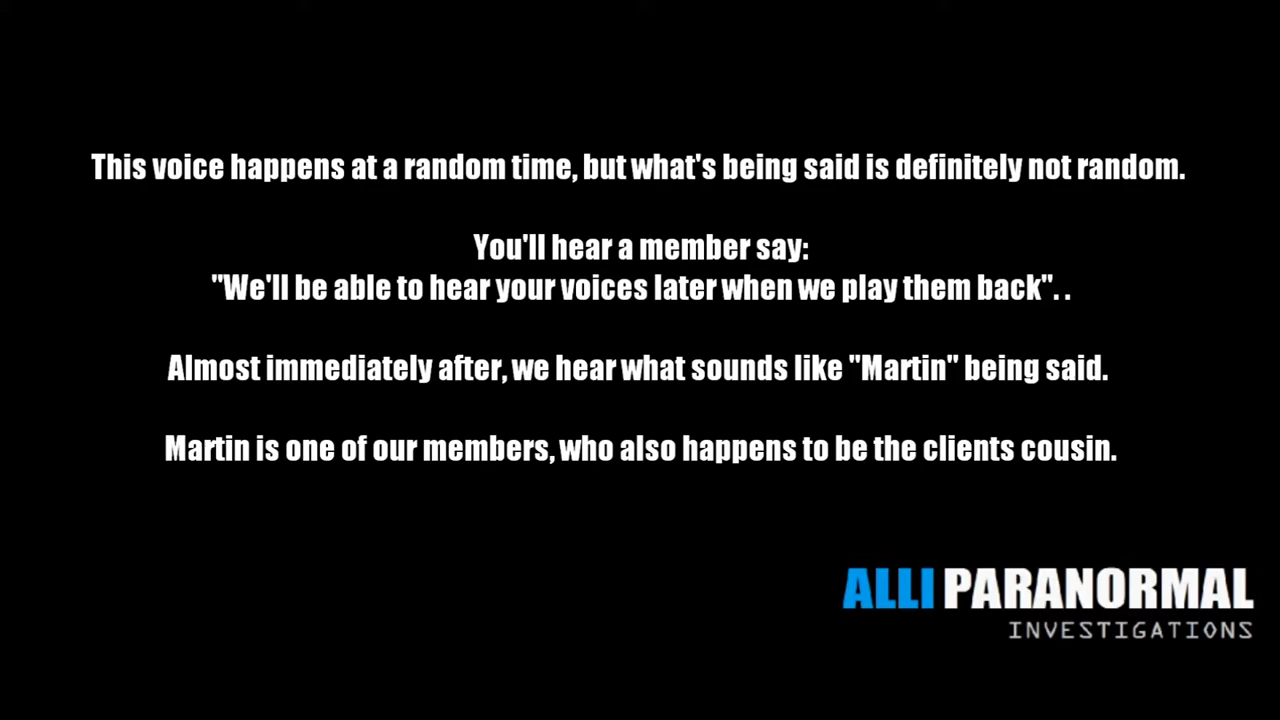 This voice happens at a random time, but what's being said is definitely not random.
You'll hear a member say:
"We'll be able to hear your voices later when we play them back". .
Almost immediately after, we hear what sounds like "Martin" being said.
Martin is one of our members, who also happens to be the clients cousin.
ALLI PARANORMAL
INVESTIGATIONS